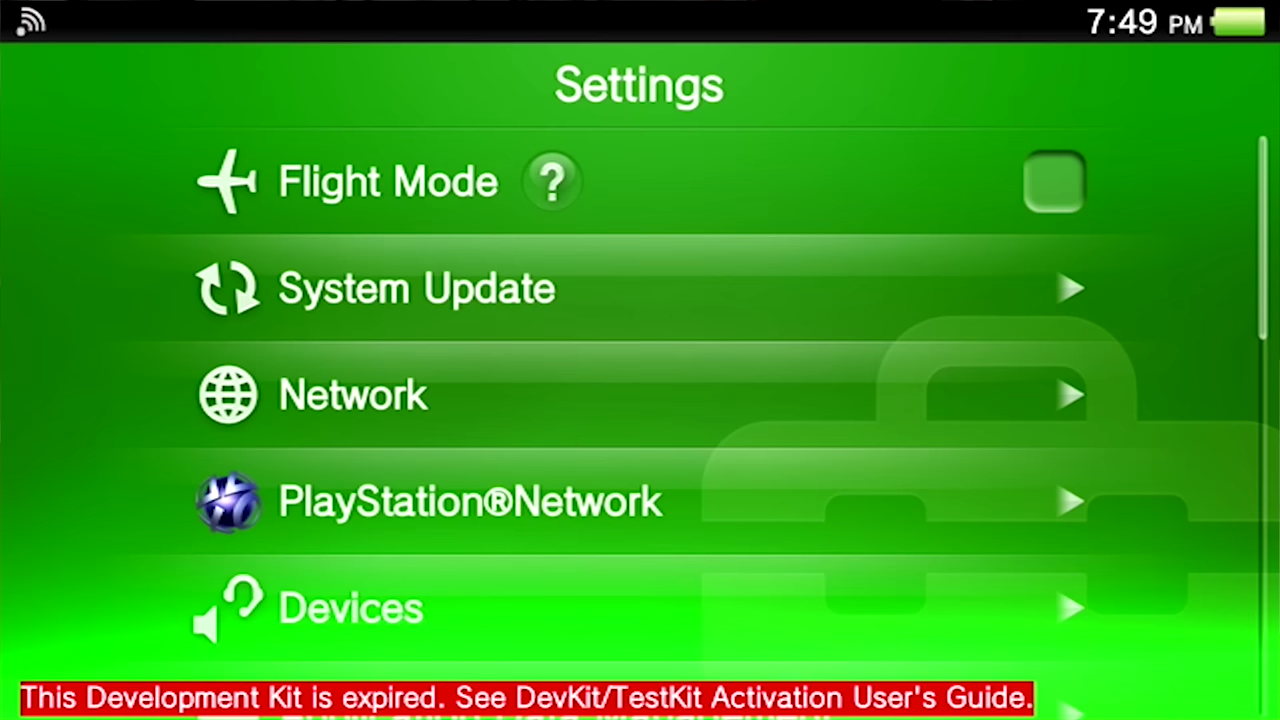 7:49 PM
Settings
Flight Mode ?
System Update
Network
PlayStation®Network
Devices
This Development Kit is expired. See DevKit/TestKit Activation User's Guide.